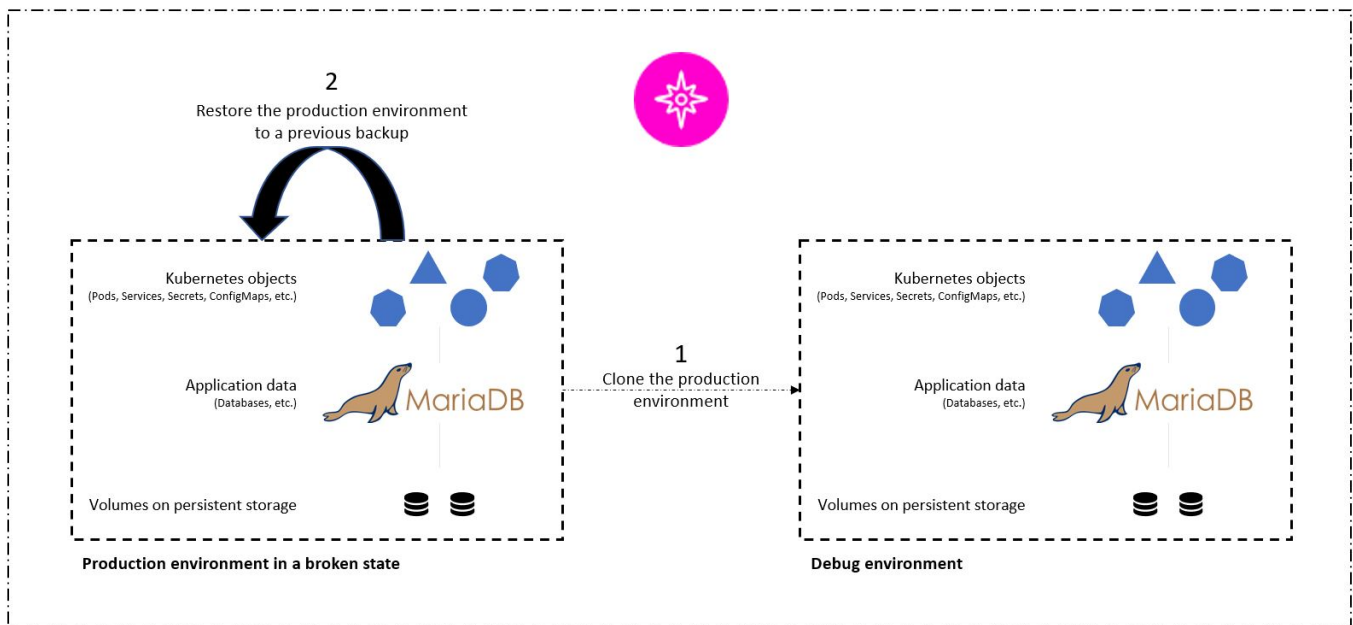 2
Restore the production environment
to a previous backup
Kubernetes objects
(Pods, Services, Secrets, ConfigMaps, etc.)
Application data
(Databases, etc.)
MariaDB
Volumes on persistent storage
Production environment in a broken state
1
Clone the production
environment
Kubernetes objects
(Pods, Services, Secrets, ConfigMaps, etc.)
Application data
(Databases, etc.)
MariaDB
Volumes on persistent storage
Debug environment